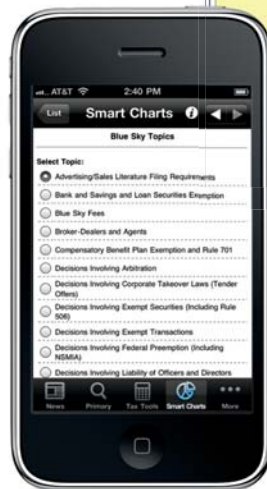 AT&T 2:40 PM
List Smart Charts i
Blue Sky Topics
Select Topic:
Advertising/Sales Literature Filing Requirements
Bank and Savings and Loan Securities Exemption
Blue Sky Fees
Broker-Dealers and Agents
Compensatory Benefit Plan Exemption and Rule 701
Decisions Involving Arbitration
Decisions Involving Corporate Takeover Laws (Tender
Offers)
Decisions Involving Exempt Securities (Including Rule
506)
Decisions Involving Exempt Transactions
Decisions Involving Federal Preemption (Including
NSMIA)
Decisions Involving Liability of Officers and Directors
News Primary Tax Tools Smart Charts More